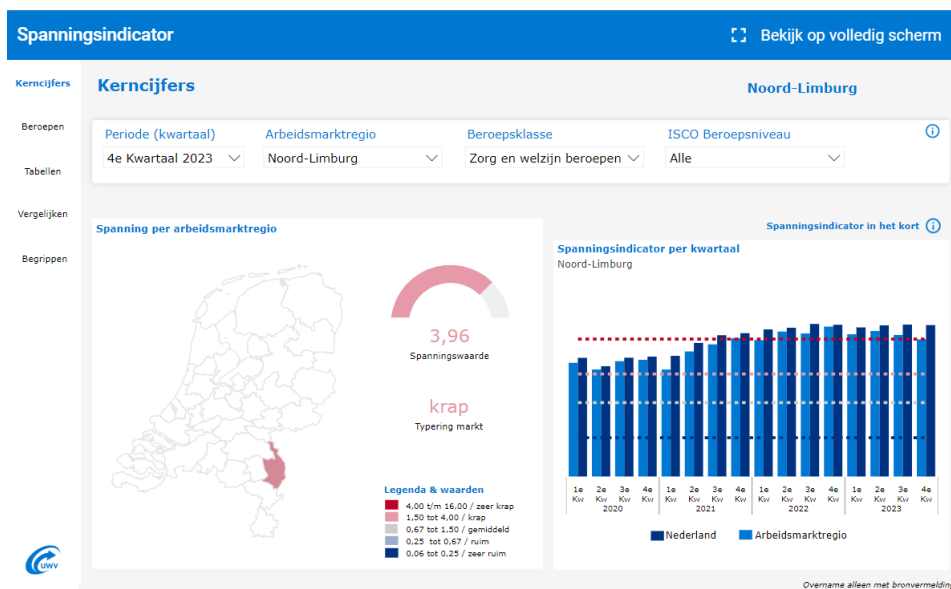 Spanningsindicator
Bekijk op volledig scherm
Kerncijfers
Beroepen
Tabellen
Vergelijken
Begrippen
Kerncijfers
Noord-Limburg
Periode (kwartaal)
Arbeidsmarktregio
Beroepsklasse
ISCO Beroepsniveau
4e Kwartaal 2023
Noord-Limburg
Zorg en welzijn beroepen
Alle
Spanning per arbeidsmarktregio
3,96
Spanningswaarde
krap
Typering markt
Legenda & waarden
4,00 t/m 16,00 / zeer krap
1,50 tot 4,00 / krap
0,67 tot 1,50 / gemiddeld
0,25 tot 0,67 / ruim
0,06 tot 0,25 / zeer ruim
Spanningsindicator in het kort
Spanningsindicator per kwartaal
Noord-Limburg
1e Kw 2e Kw 3e Kw 4e Kw 1e Kw 2e Kw 3e Kw 4e Kw 1e Kw 2e Kw 3e Kw 4e Kw 1e Kw 2e Kw 3e Kw 4e Kw
2020 2021 2022 2023
Nederland Arbeidsmarktregio
UWV
Overname alleen met bronvermelding